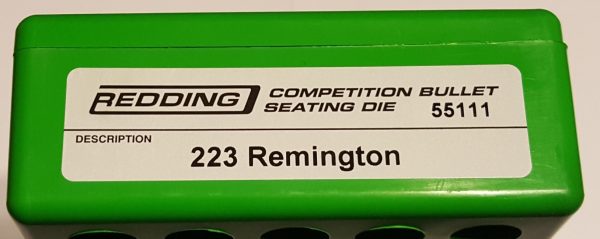 REDDING COMPETITION BULLET
SEATING DIE 55111
DESCRIPTION
223 Remington